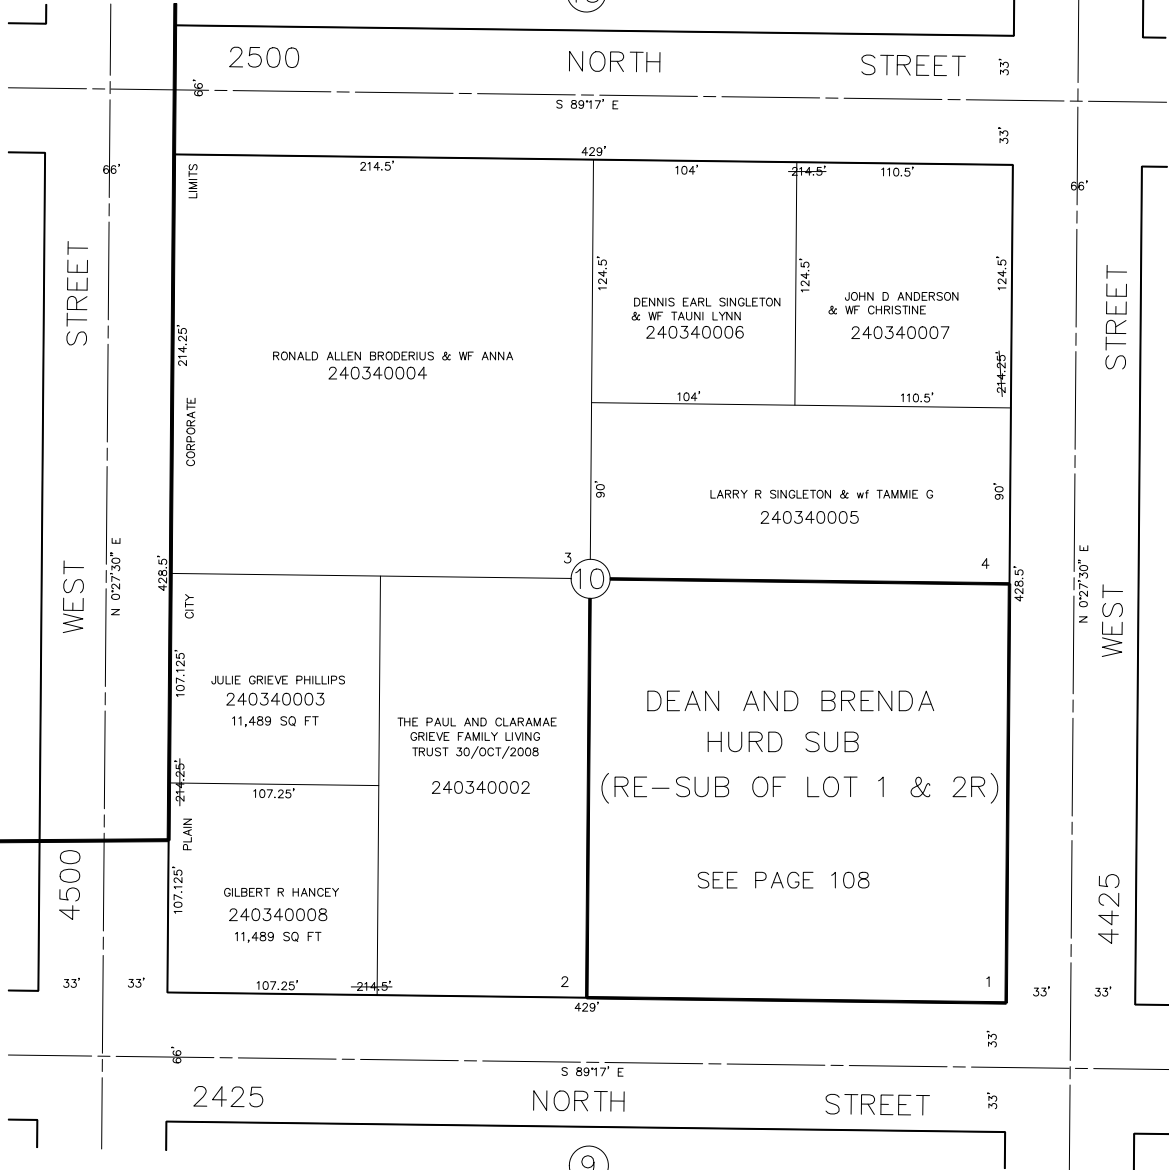 2500 NORTH STREET
33'
66'
S 89°17' E
33'
429'
66'
LIMITS
214.5'
104'
214.5'
110.5'
66'
STREET
124.5'
124.5'
124.5'
STREET
DENNIS EARL SINGLETON
& WF TAUNI LYNN
240340006
JOHN D ANDERSON
& WF CHRISTINE
240340007
214.25'
RONALD ALLEN BRODERIUS & WF ANNA
240340004
214.25'
104'
110.5'
CORPORATE
90'
LARRY R SINGLETON & wf TAMMIE G
240340005
90'
N 0°27'30" E
428.5'
3
10
4
428.5'
N 0°27'30" E
WEST
CITY
WEST
107.125'
JULIE GRIEVE PHILLIPS
240340003
11,489 SQ FT
THE PAUL AND CLARAMAE
GRIEVE FAMILY LIVING
TRUST 30/OCT/2008
240340002
DEAN AND BRENDA
HURD SUB
(RE-SUB OF LOT 1 & 2R)
SEE PAGE 108
214.25'
107.25'
PLAIN
4500
107.125'
GILBERT R HANCEY
240340008
11,489 SQ FT
4425
33'
33'
107.25'
214.5'
2
429'
1
33'
33'
66'
33'
S 89°17' E
2425 NORTH STREET
33'
9